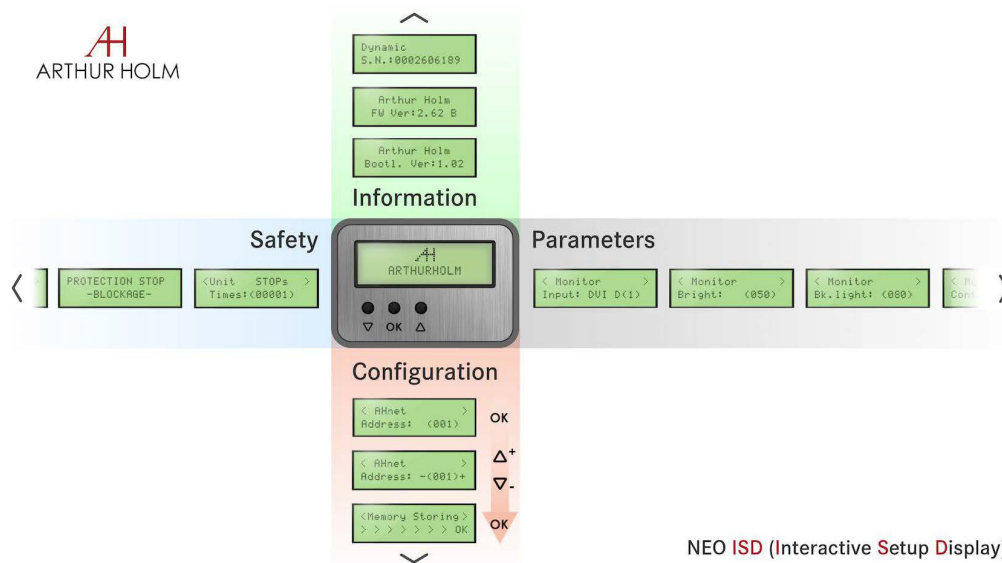 AH
ARTHUR HOLM
Dynamic
S.N.:0002606189
Arthur Holm
FW Ver:2.62 B
Arthur Holm
Bootl. Ver:1.02
Information
Safety
PROTECTION STOP
-BLOCKAGE-
<Unit STOPs >
Times:(00001)
AH
ARTHURHOLM
▽ OK △
Parameters
< Monitor >
Input: DVI D(1)
< Monitor >
Bright: (050)
< Monitor >
Bk.light: (080)
Configuration
< AHnet >
Address: (001)
OK
< AHnet >
Address: -(001)+
△+
▽-
<Memory Storing>
> > > > > > > OK
OK
NEO ISD (Interactive Setup Display)